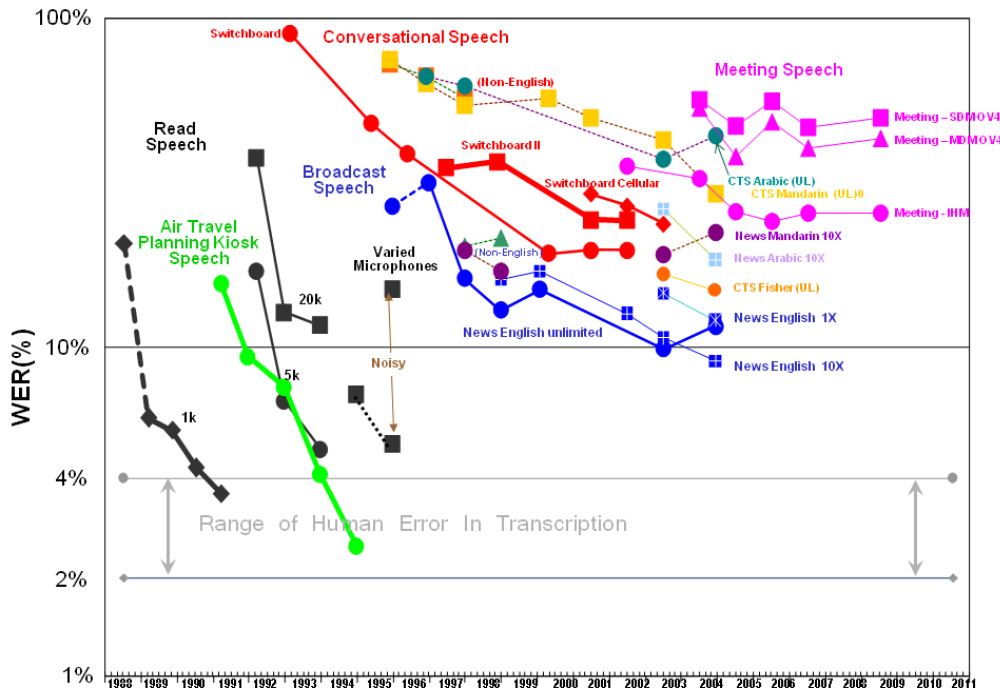 100%
10%
4%
2%
1%
WER(%)
Switchboard
Conversational Speech
(Non-English)
Meeting Speech
Meeting – SDM OV4
Meeting – MDM OV4
Read
Speech
Switchboard II
Broadcast
Speech
Switchboard Cellular
CTS Arabic (UL)
CTS Mandarin (UL)0
Meeting - IHM
Air Travel
Planning Kiosk
Speech
Varied
Microphones
(Non-English)
News Mandarin 10X
News Arabic 10X
20k
CTS Fisher (UL)
News English unlimited
News English 1X
Noisy
News English 10X
5k
1k
Range of Human Error In Transcription
1988 1989 1990 1991 1992 1993 1994 1995 1996 1997 1998 1999 2000 2001 2002 2003 2004 2005 2006 2007 2008 2009 2010 2011